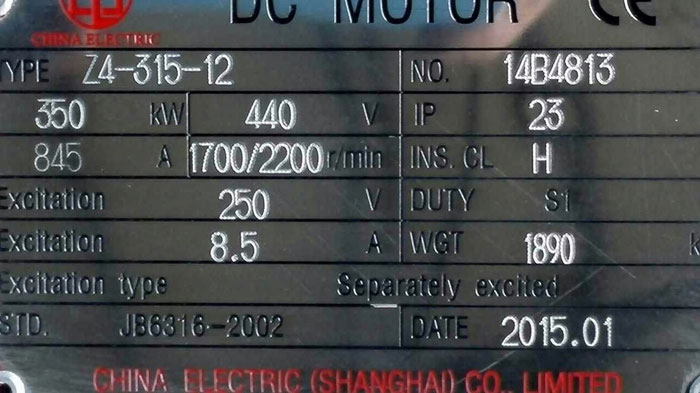 DC MOTOR CE
CHINA ELECTRIC
TYPE Z4-315-12 NO. 14B4813
350 kW 440 V IP 23
845 A 1700/2200 r/min INS. CL H
Excitation 250 V DUTY S1
Excitation 8.5 A WGT 1890 k
Excitation type Separately excited
STD. JB6316-2002 DATE 2015.01
CHINA ELECTRIC (SHANGHAI) CO., LIMITED